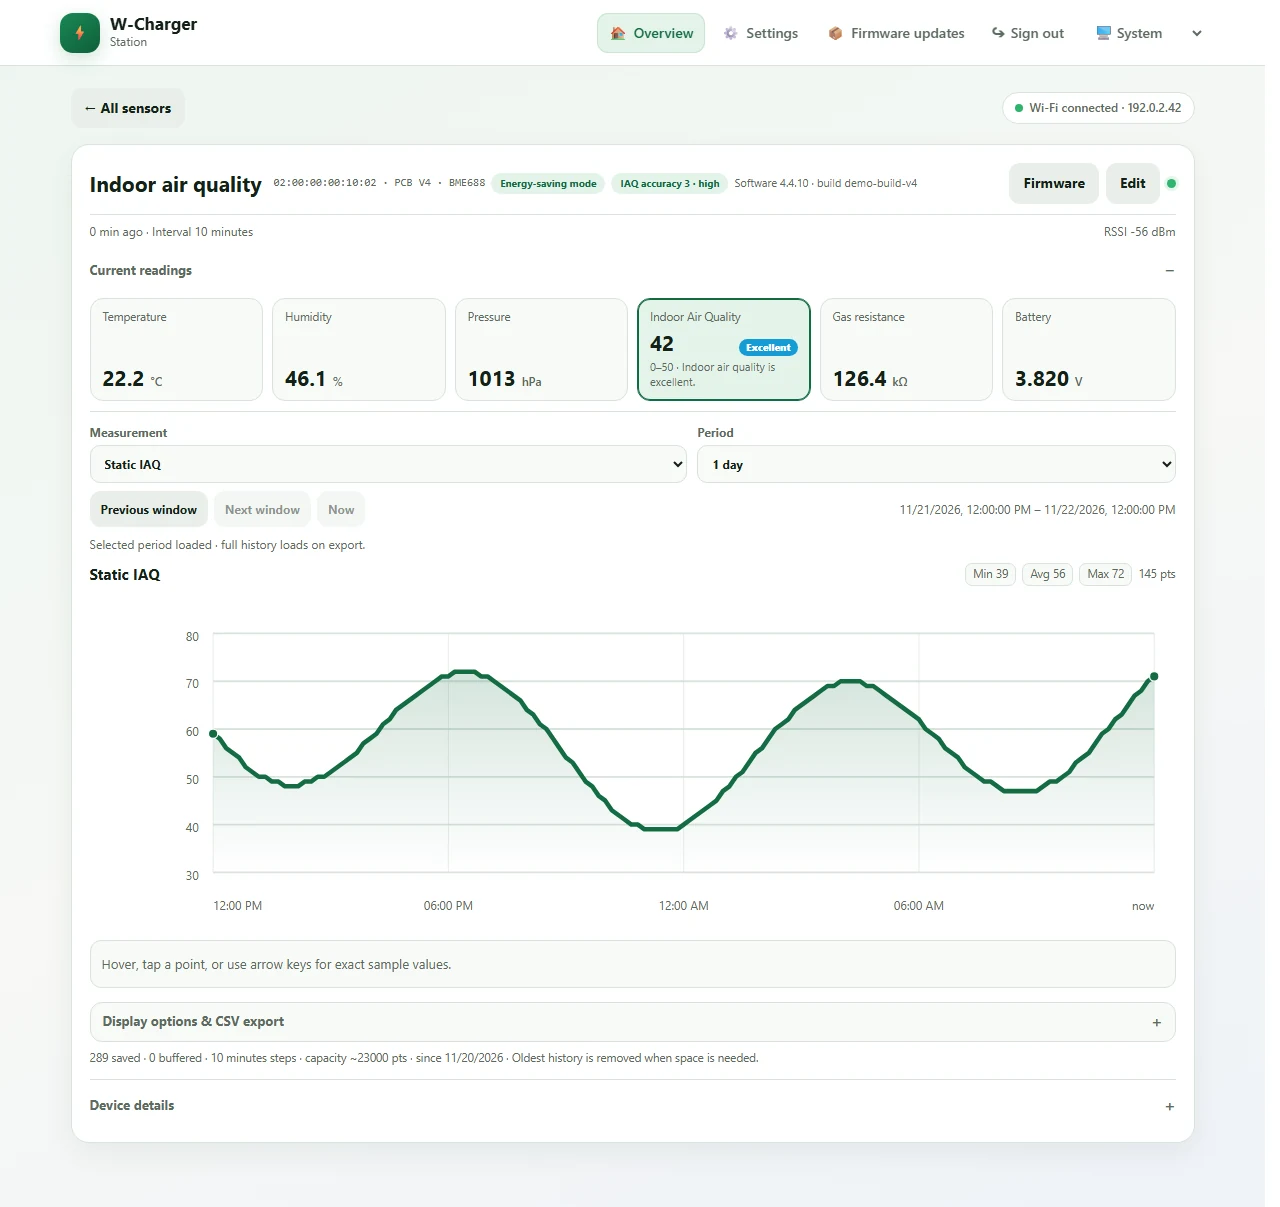 W-Charger
Station
Overview
Settings
Firmware updates
Sign out
System
← All sensors
Wi-Fi connected · 192.0.2.42
Indoor air quality
02:00:00:00:10:02 · PCB V4 · BME688
Energy-saving mode
IAQ accuracy 3 · high
Software 4.4.10 · build demo-build-v4
Firmware
Edit
0 min ago · Interval 10 minutes
RSSI -56 dBm
Current readings
−
Temperature
22.2 °C
Humidity
46.1 %
Pressure
1013 hPa
Indoor Air Quality
42
Excellent
0–50 · Indoor air quality is
excellent.
Gas resistance
126.4 kΩ
Battery
3.820 V
Measurement
Static IAQ
Period
1 day
Previous window
Next window
Now
11/21/2026, 12:00:00 PM – 11/22/2026, 12:00:00 PM
Selected period loaded · full history loads on export.
Static IAQ
Min 39
Avg 56
Max 72
145 pts
80
70
60
50
40
30
12:00 PM
06:00 PM
12:00 AM
06:00 AM
now
Hover, tap a point, or use arrow keys for exact sample values.
Display options & CSV export
+
289 saved · 0 buffered · 10 minutes steps · capacity ~23000 pts · since 11/20/2026 · Oldest history is removed when space is needed.
Device details
+